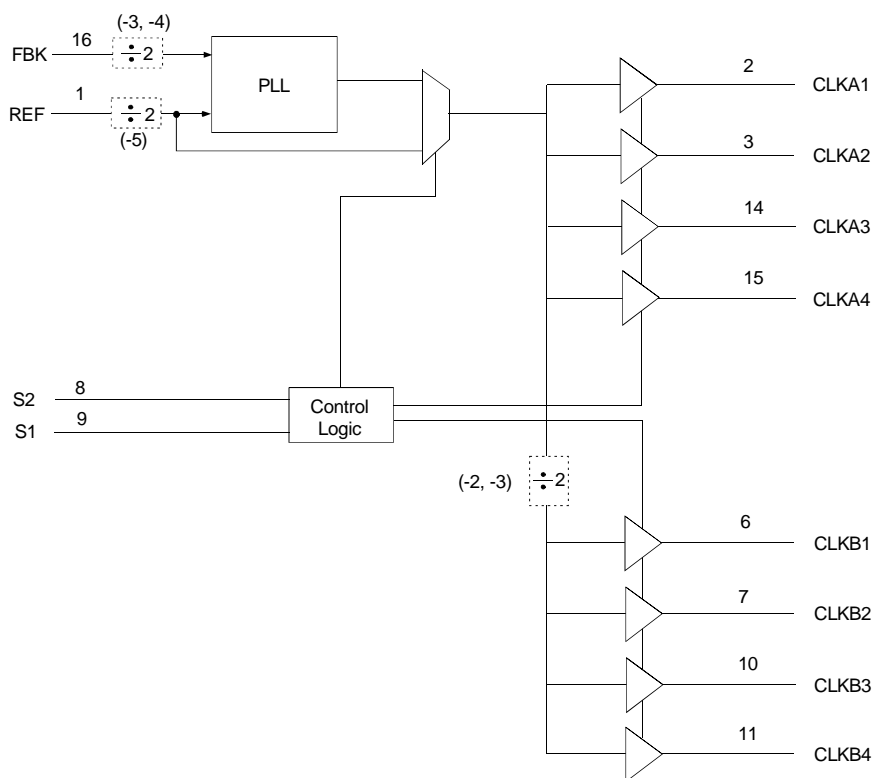 (-3, -4)
FBK 16 ÷2
PLL
REF 1 ÷2
(-5)
2 CLKA1
3 CLKA2
14 CLKA3
15 CLKA4
S2 8
S1 9
Control
Logic
(-2, -3) ÷2
6 CLKB1
7 CLKB2
10 CLKB3
11 CLKB4